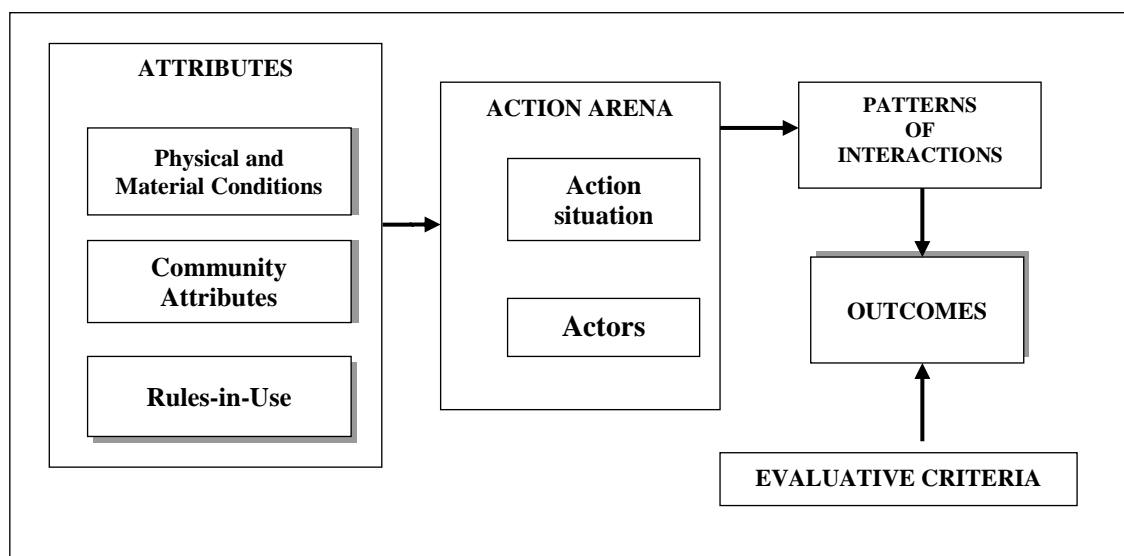 ATTRIBUTES
Physical and
Material Conditions
Community
Attributes
Rules-in-Use
ACTION ARENA
Action
situation
Actors
PATTERNS
OF
INTERACTIONS
OUTCOMES
EVALUATIVE CRITERIA